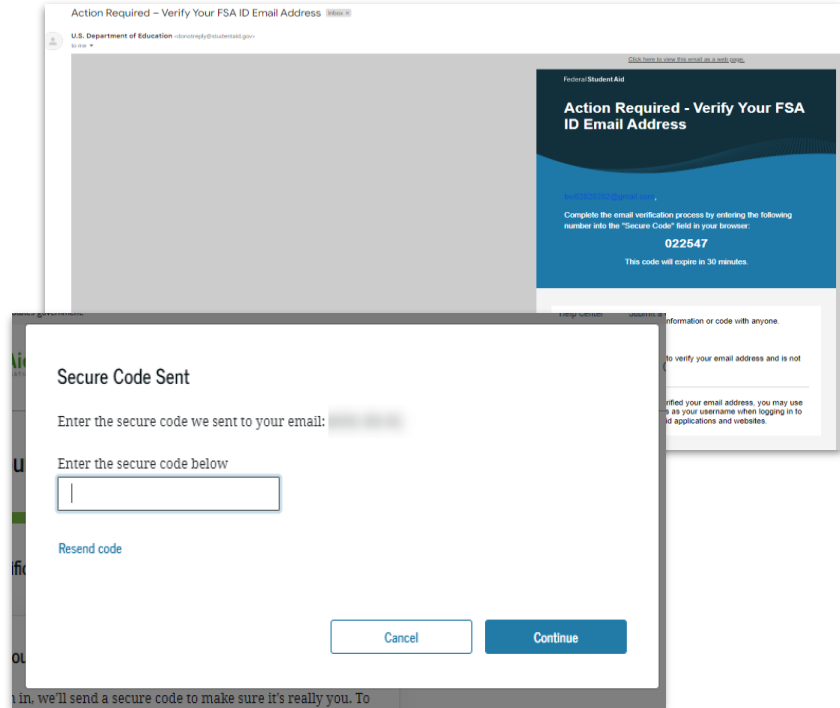 Action Required – Verify Your FSA ID Email Address Inbox ×
U.S. Department of Education <donotreply@studentaid.gov>
to me
Click here to view this email as a web page.
Federal Student Aid
Action Required - Verify Your FSA
ID Email Address
Complete the email verification process by entering the following
number into the "Secure Code" field in your browser:
022547
This code will expire in 30 minutes.
Help Center Submit a
nformation or code with anyone.
to verify your email address and is not
rified your email address, you may use
s as your username when logging in to
id applications and websites.
Secure Code Sent
Enter the secure code we sent to your email:
Enter the secure code below
Resend code
Cancel
Continue
in, we'll send a secure code to make sure it's really you. To